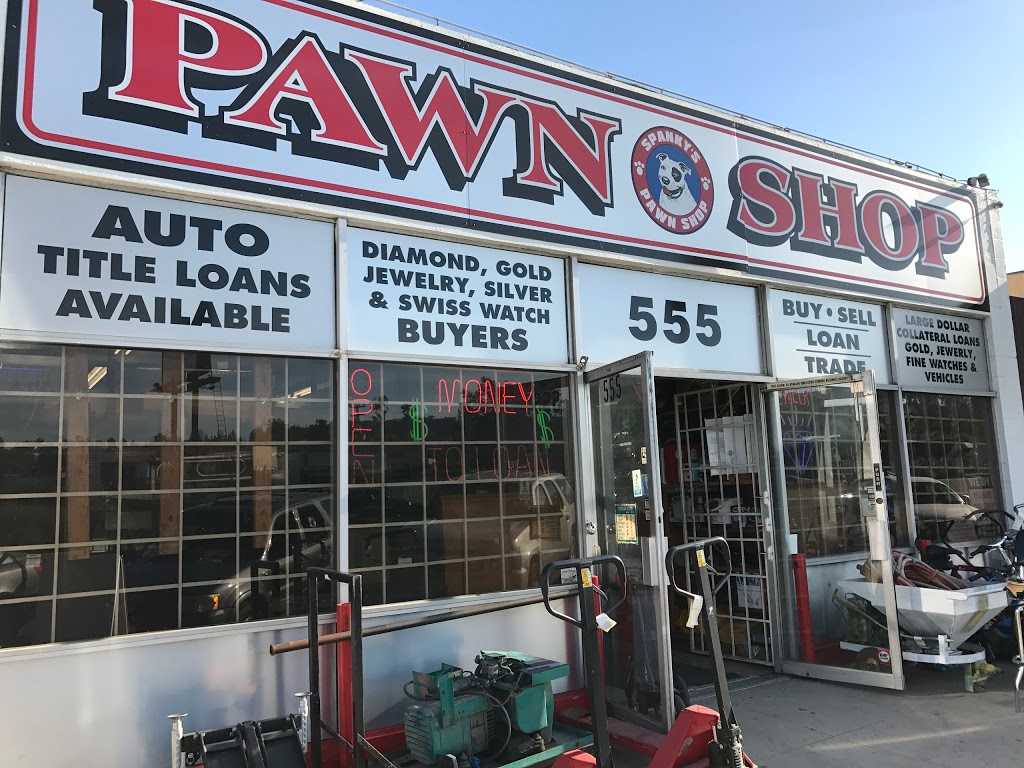 PAWN SHOP
SPANKY'S
PAWN SHOP
AUTO
TITLE LOANS
AVAILABLE
DIAMOND, GOLD
JEWELRY, SILVER
& SWISS WATCH
BUYERS
555
BUY • SELL
LOAN
TRADE
LARGE DOLLAR
COLLATERAL LOANS
GOLD, JEWERLY,
FINE WATCHES &
VEHICLES
OPEN
$ MONEY $
TO LOAN
555